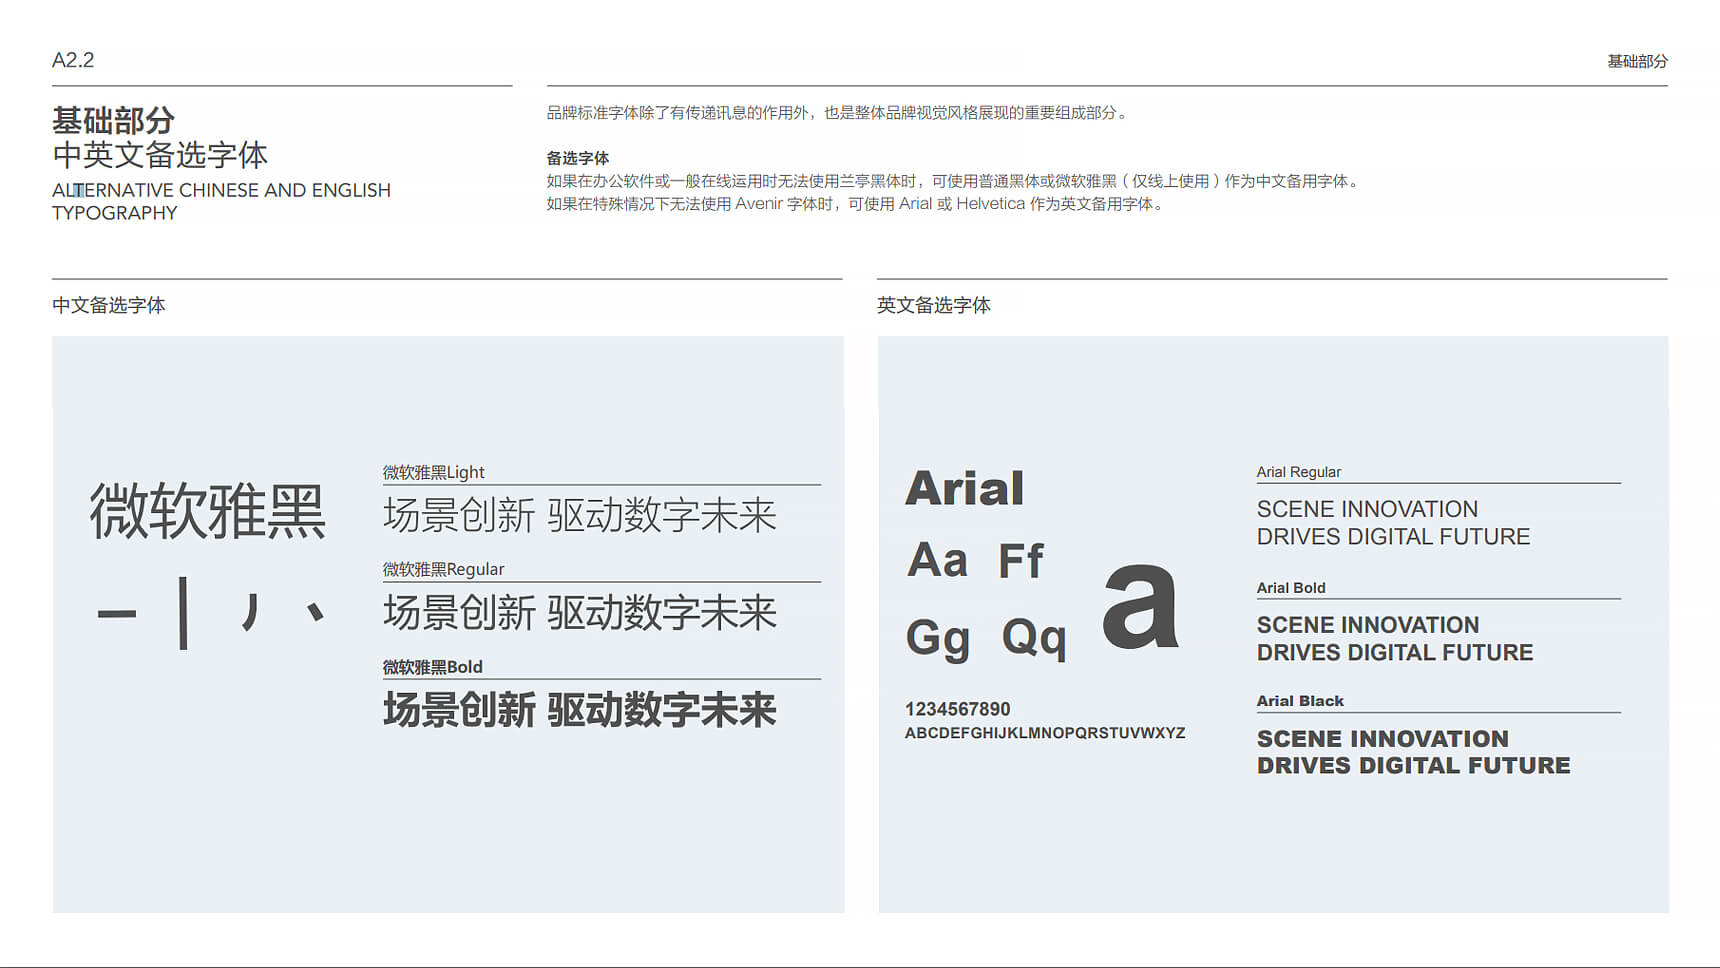 A2.2
基础部分
基础部分
中英文备选字体
ALTERNATIVE CHINESE AND ENGLISH
TYPOGRAPHY
品牌标准字体除了有传递讯息的作用外，也是整体品牌视觉风格展现的重要组成部分。
备选字体
如果在办公软件或一般在线运用时无法使用兰亭黑体时，可使用普通黑体或微软雅黑（仅线上使用）作为中文备用字体。
如果在特殊情况下无法使用 Avenir 字体时，可使用 Arial 或 Helvetica 作为英文备用字体。
中文备选字体
微软雅黑
微软雅黑Light
场景创新 驱动数字未来
微软雅黑Regular
场景创新 驱动数字未来
微软雅黑Bold
场景创新 驱动数字未来
英文备选字体
Arial
Aa Ff
Gg Qq
a
1234567890
ABCDEFGHIJKLMNOPQRSTUVWXYZ
Arial Regular
SCENE INNOVATION
DRIVES DIGITAL FUTURE
Arial Bold
SCENE INNOVATION
DRIVES DIGITAL FUTURE
Arial Black
SCENE INNOVATION
DRIVES DIGITAL FUTURE